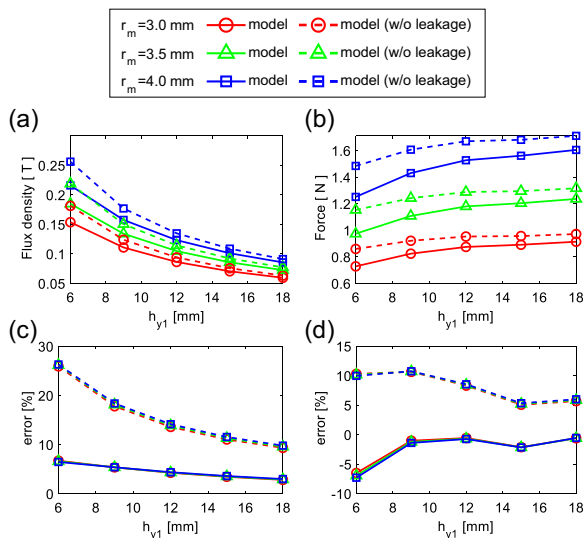 r_m=3.0 mm model model (w/o leakage)
r_m=3.5 mm model model (w/o leakage)
r_m=4.0 mm model model (w/o leakage)
(a)
Flux density [ T ]
0.25
0.2
0.15
0.1
0.05
6 8 10 12 14 16 18
h_y1 [mm]
(b)
Force [ N ]
1.6
1.4
1.2
1
0.8
0.6
6 8 10 12 14 16 18
h_y1 [mm]
(c)
error [%]
30
20
10
0
6 8 10 12 14 16 18
h_y1 [mm]
(d)
error [%]
15
10
5
0
-5
-10
6 8 10 12 14 16 18
h_y1 [mm]